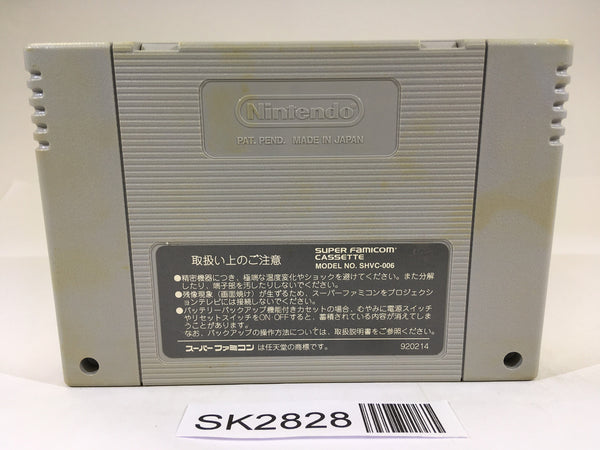 Nintendo
PAT. PEND. MADE IN JAPAN
取扱い上のご注意
SUPER FAMICOM
CASSETTE
MODEL NO. SHVC-006
●精密機器につき、極端な温度変化やショックを避けてください。また分解
したり、端子部を汚したりしないでください。
●残像現象(画面焼け)が生ずるため、スーパーファミコンをプロジェクシ
ョンテレビには接続しないでください。
●バッテリーバックアップ機能付きカセットの場合、むやみに電源スイッチ
やリセットスイッチをON・OFFすると、蓄積されている内容が消えてしま
うことがあります。
なお、バックアップの操作方法については、取扱説明書をご参照ください。
スーパーファミコンは任天堂の商標です。
920214
SK2828